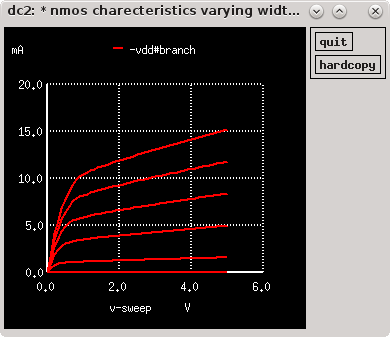 dc2: * nmos charecteristics varying widt...
quit
hardcopy
mA
-vdd#branch
20.0
15.0
10.0
5.0
0.0
0.0 2.0 4.0 6.0
v-sweep V